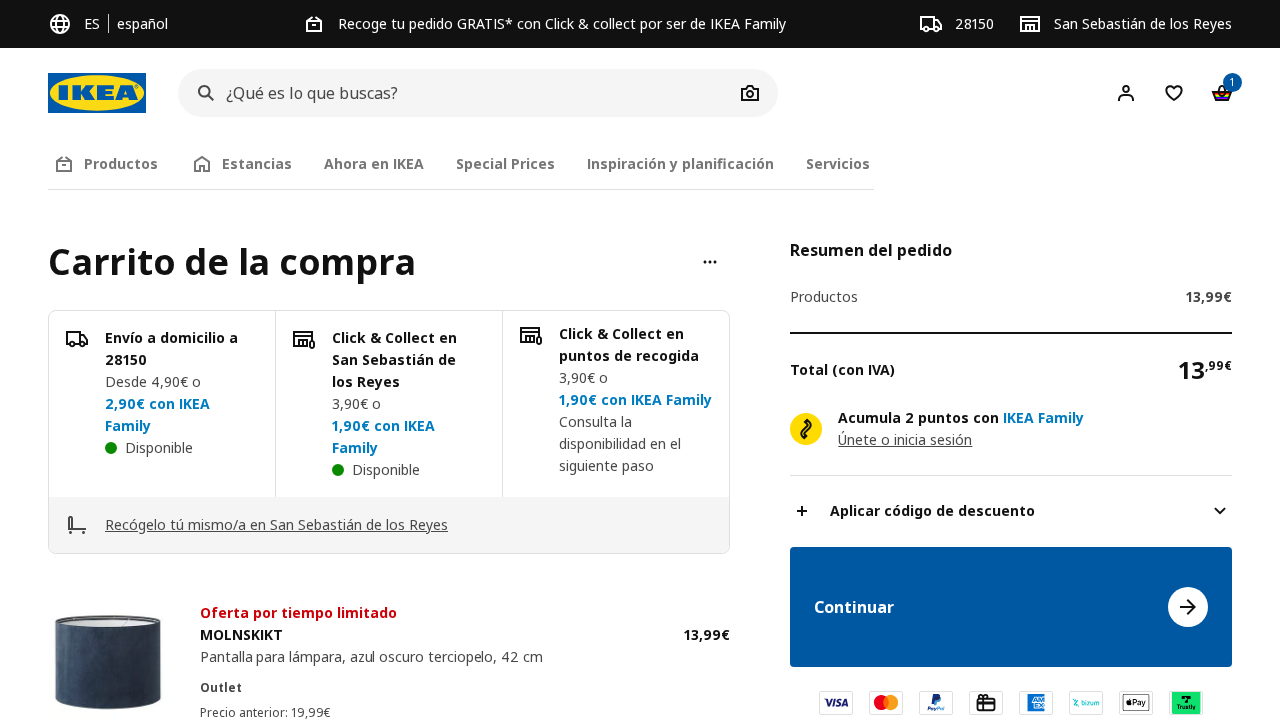 ES | español
Recoge tu pedido GRATIS* con Click & collect por ser de IKEA Family
28150
San Sebastián de los Reyes
IKEA
¿Qué es lo que buscas?
1
Productos
Estancias
Ahora en IKEA
Special Prices
Inspiración y planificación
Servicios
Carrito de la compra
Envío a domicilio a
28150
Desde 4,90€ o
2,90€ con IKEA
Family
Disponible
Click & Collect en
San Sebastián de
los Reyes
3,90€ o
1,90€ con IKEA
Family
Disponible
Click & Collect en
puntos de recogida
3,90€ o
1,90€ con IKEA Family
Consulta la
disponibilidad en el
siguiente paso
Recógelo tú mismo/a en San Sebastián de los Reyes
Oferta por tiempo limitado
MOLNSKIKT
13,99€
Pantalla para lámpara, azul oscuro terciopelo, 42 cm
Outlet
Precio anterior: 19,99€
Resumen del pedido
Productos
13,99€
Total (con IVA)
13,99€
Acumula 2 puntos con IKEA Family
Únete o inicia sesión
Aplicar código de descuento
Continuar
VISA
PayPal
AMEX
bizum
Pay
Trustly